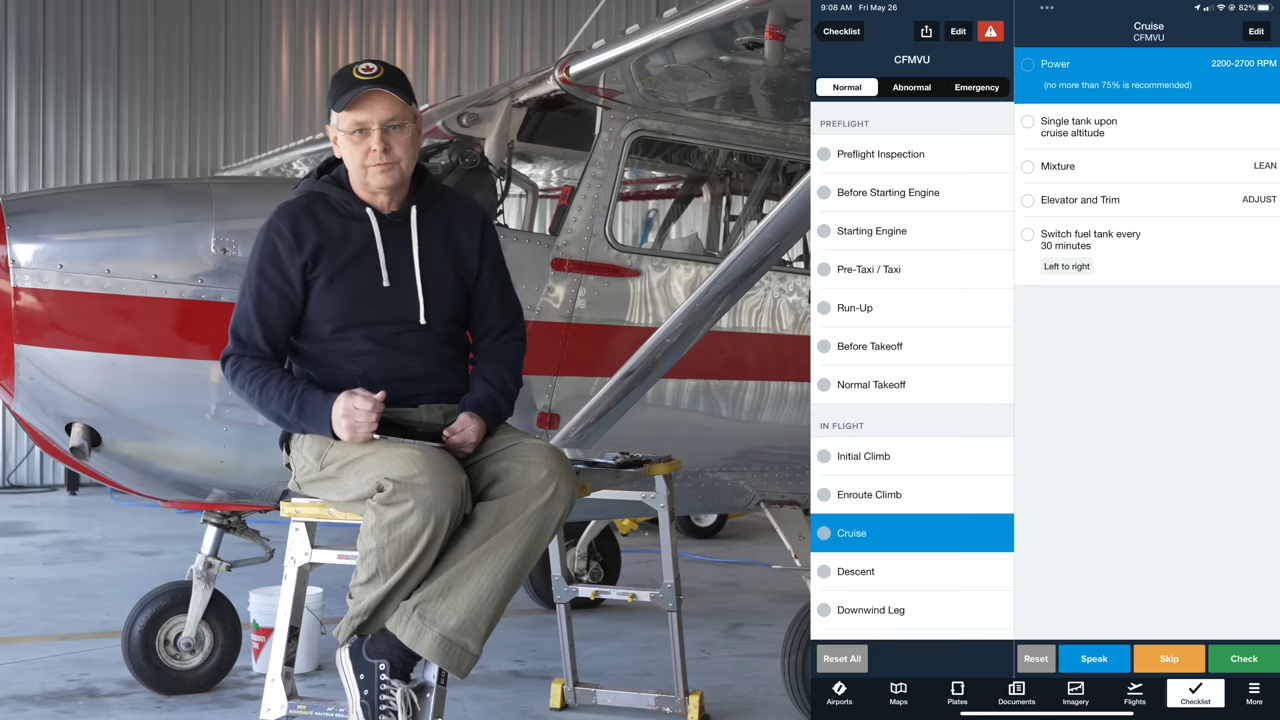 9:08 AM Fri May 26
82%
Checklist
Edit
CFMVU
Normal
Abnormal
Emergency
PREFLIGHT
Preflight Inspection
Before Starting Engine
Starting Engine
Pre-Taxi / Taxi
Run-Up
Before Takeoff
Normal Takeoff
IN FLIGHT
Initial Climb
Enroute Climb
Cruise
Descent
Downwind Leg
Reset All
Cruise
CFMVU
Edit
Power 2200-2700 RPM
(no more than 75% is recommended)
Single tank upon
cruise altitude
Mixture LEAN
Elevator and Trim ADJUST
Switch fuel tank every
30 minutes
Left to right
Reset
Speak
Skip
Check
Airports
Maps
Plates
Documents
Imagery
Flights
Checklist
More